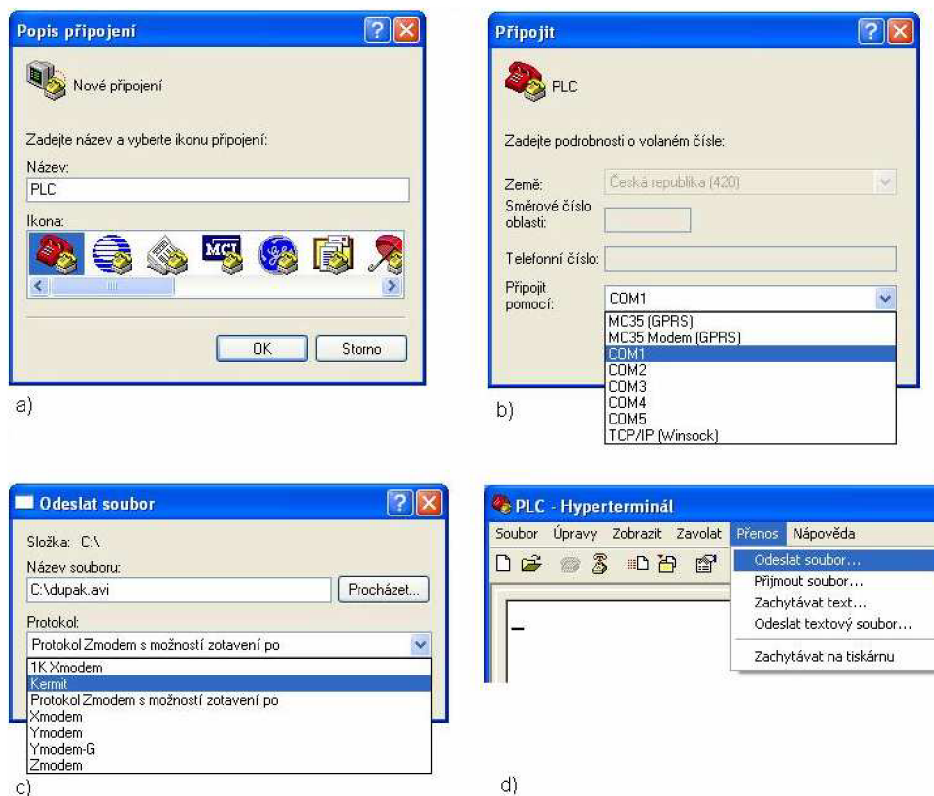 Popis připojení
Nové připojení
Zadejte název a vyberte ikonu připojení:
Název:
PLC
Ikona:
MCI
OK
Storno
a)
Připojit
PLC
Zadejte podrobnosti o volaném čísle:
Země:
Česká republika (420)
Směrové číslo
oblasti:
Telefonní číslo:
Připojit
pomocí:
COM1
MC35 (GPRS)
MC35 Modem (GPRS)
COM1
COM2
COM3
COM4
COM5
TCP/IP (Winsock)
b)
Odeslat soubor
Složka: C:\
Název souboru:
C:\dupak.avi
Procházet...
Protokol:
Protokol Zmodem s možností zotavení po
1K Xmodem
Kermit
Protokol Zmodem s možností zotavení po
Xmodem
Ymodem
Ymodem-G
Zmodem
c)
PLC - Hyperterminál
Soubor Úpravy Zobrazit Zavolat Přenos Nápověda
Odeslat soubor...
Přijmout soubor...
Zachytávat text...
Odeslat textový soubor...
Zachytávat na tiskárnu
d)